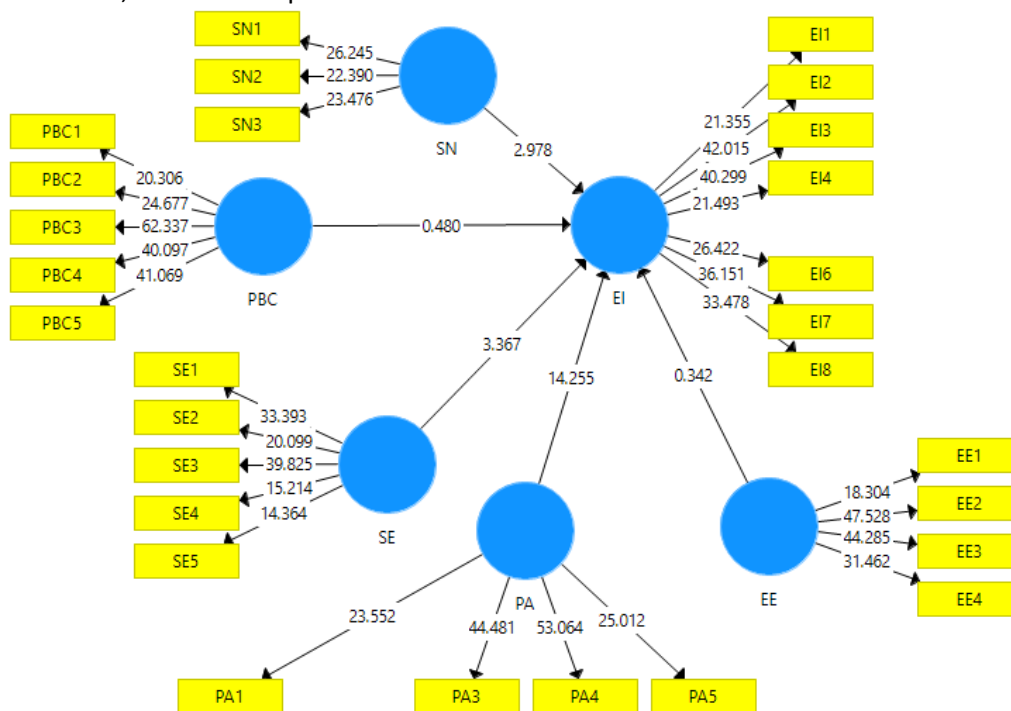 SN1
SN2
SN3
26.245
22.390
23.476
SN
2.978
EI1
EI2
EI3
EI4
EI6
EI7
EI8
21.355
42.015
40.299
21.493
26.422
36.151
33.478
EI
PBC1
PBC2
PBC3
PBC4
PBC5
20.306
24.677
62.337
40.097
41.069
PBC
0.480
SE1
SE2
SE3
SE4
SE5
33.393
20.099
39.825
15.214
14.364
SE
3.367
14.255
0.342
PA
23.552
44.481
53.064
25.012
PA1
PA3
PA4
PA5
EE
18.304
47.528
44.285
31.462
EE1
EE2
EE3
EE4